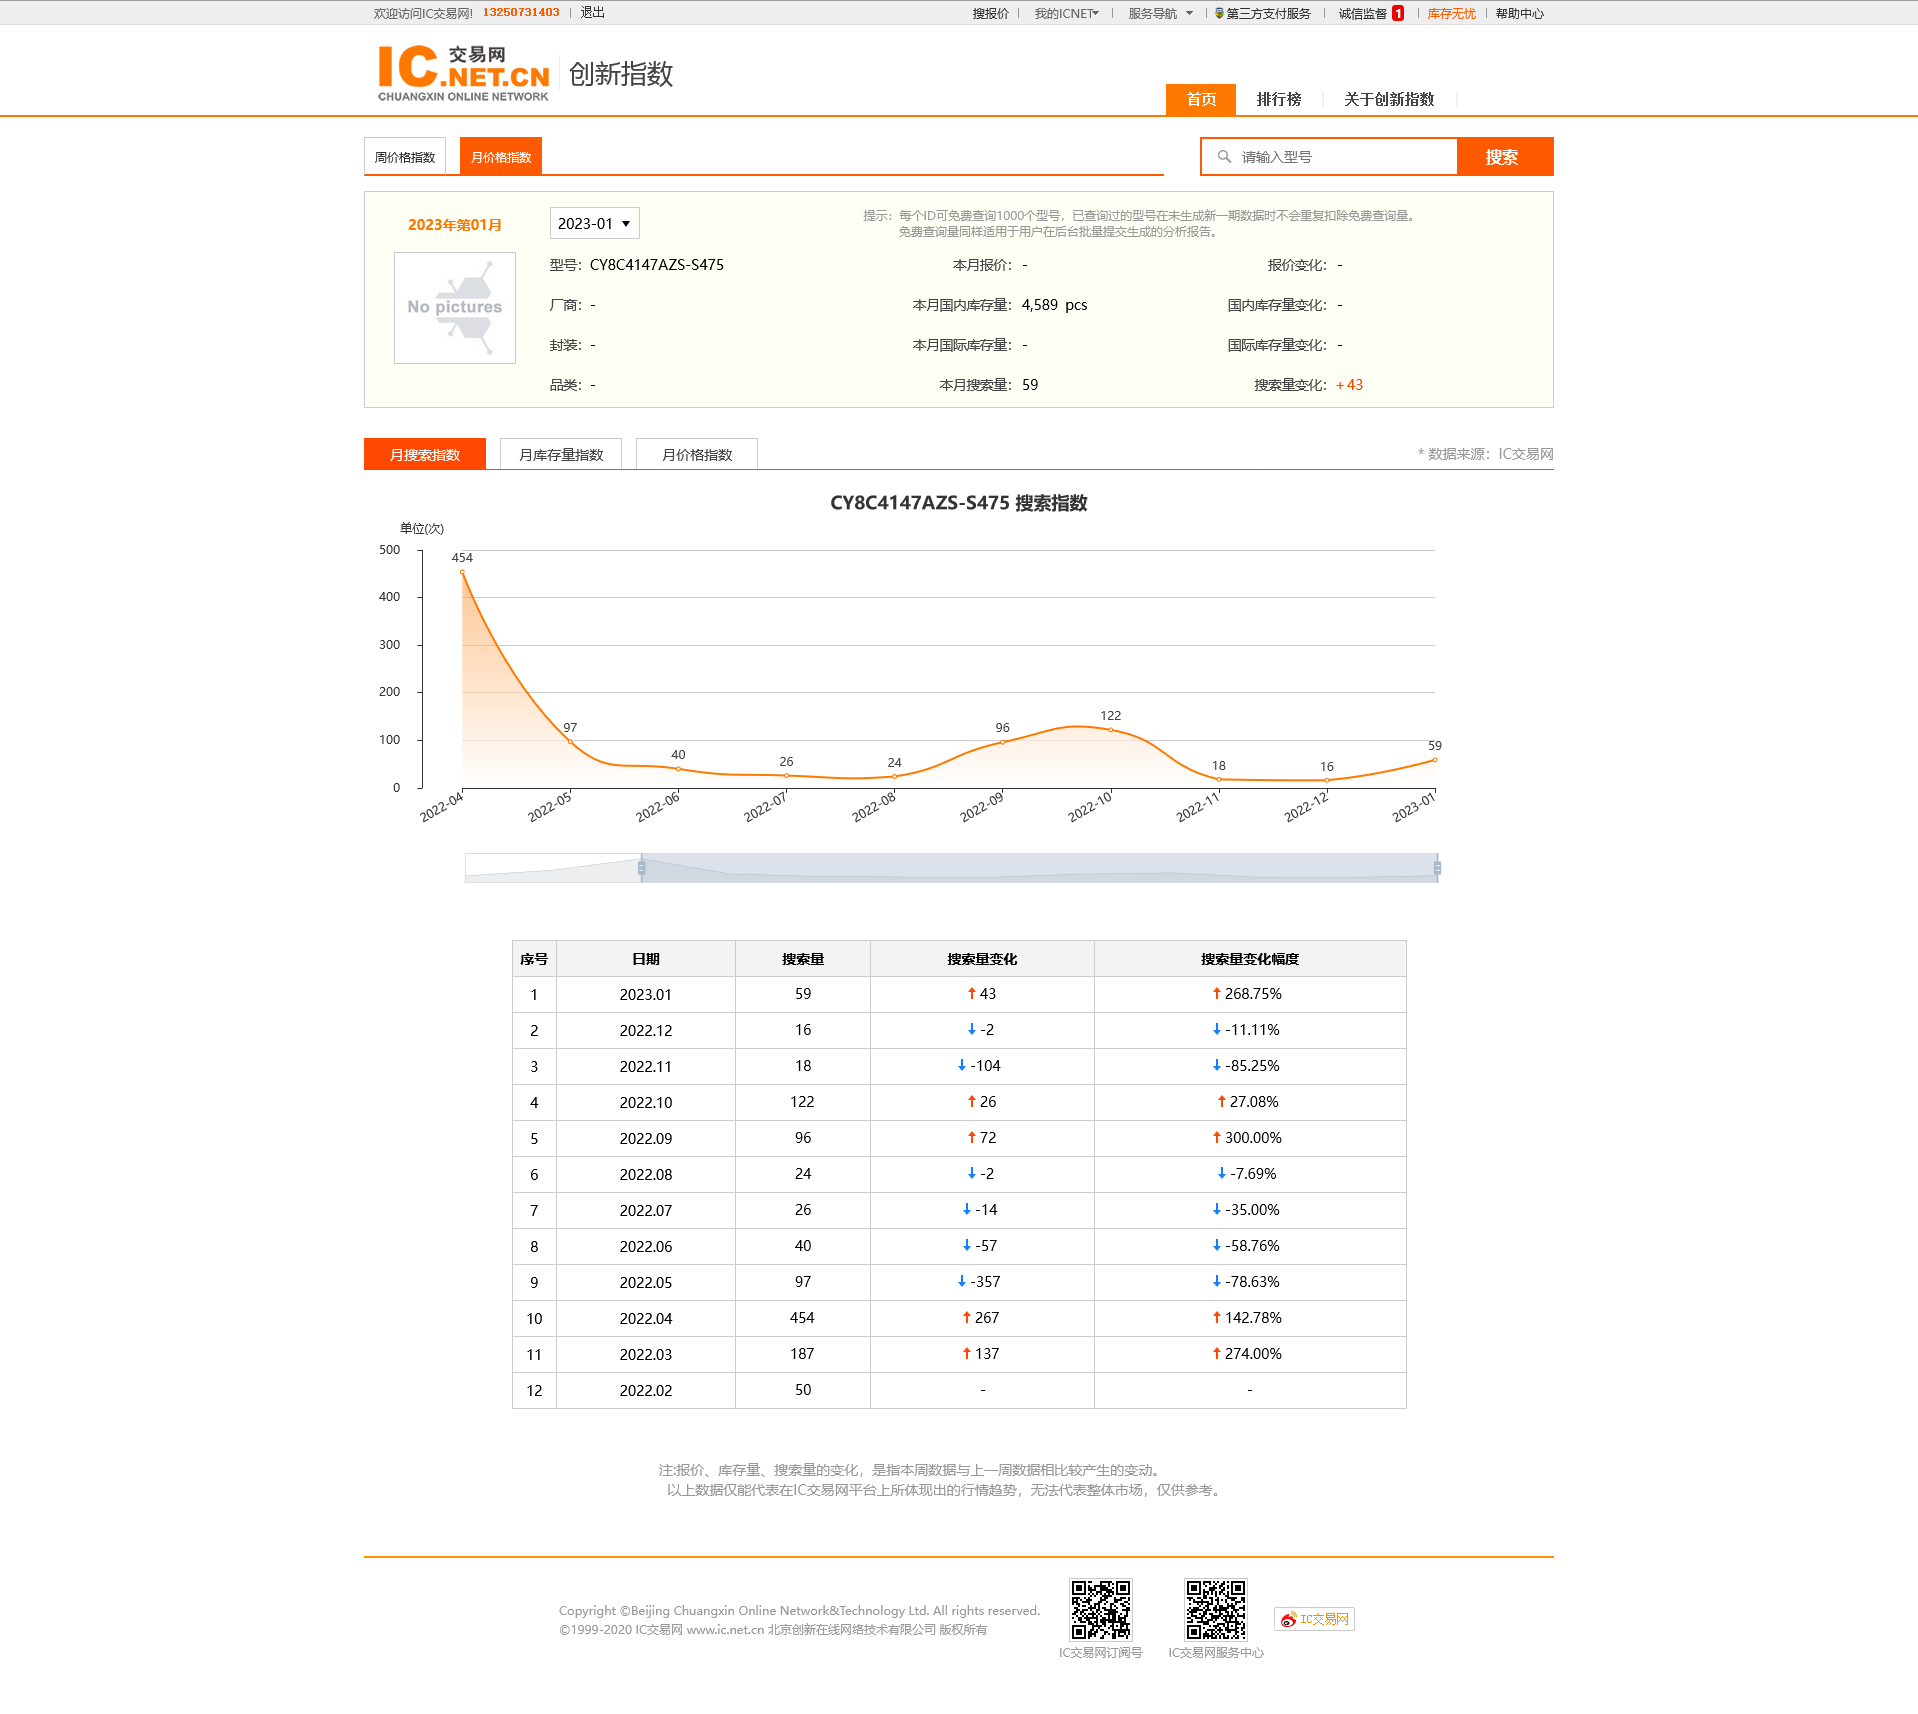 欢迎访问IC交易网! 13250731403 退出 搜报价 我的ICNET 服务导航 第三方支付服务 诚信监督 1 库存无忧 帮助中心
IC 交易网
.NET.CN 创新指数
CHUANGXIN ONLINE NETWORK
首页 排行榜 关于创新指数
周价格指数 月价格指数 请输入型号 搜索
2023年第01月 2023-01 提示：每个ID可免费查询1000个型号，已查询过的型号在未生成新一期数据时不会重复扣除免费查询量。
免费查询量同样适用于用户在后台批量提交生成的分析报告。
No pictures
型号：CY8C4147AZS-S475 本月报价：- 报价变化：-
厂商：- 本月国内库存量：4,589 pcs 国内库存量变化：-
封装：- 本月国际库存量：- 国际库存量变化：-
品类：- 本月搜索量：59 搜索量变化：+43
月搜索指数 月库存量指数 月价格指数 * 数据来源：IC交易网
CY8C4147AZS-S475 搜索指数
单位(次)
500
400
300
200
100
0
454 97 40 26 24 96 122 18 16 59
2022-04 2022-05 2022-06 2022-07 2022-08 2022-09 2022-10 2022-11 2022-12 2023-01
序号 日期 搜索量 搜索量变化 搜索量变化幅度
1 2023.01 59 ↑43 ↑268.75%
2 2022.12 16 ↓-2 ↓-11.11%
3 2022.11 18 ↓-104 ↓-85.25%
4 2022.10 122 ↑26 ↑27.08%
5 2022.09 96 ↑72 ↑300.00%
6 2022.08 24 ↓-2 ↓-7.69%
7 2022.07 26 ↓-14 ↓-35.00%
8 2022.06 40 ↓-57 ↓-58.76%
9 2022.05 97 ↓-357 ↓-78.63%
10 2022.04 454 ↑267 ↑142.78%
11 2022.03 187 ↑137 ↑274.00%
12 2022.02 50 - -
注:报价、库存量、搜索量的变化，是指本周数据与上一周数据相比较产生的变动。
以上数据仅能代表在IC交易网平台上所体现出的行情趋势，无法代表整体市场，仅供参考。
Copyright ©Beijing Chuangxin Online Network&Technology Ltd. All rights reserved.
©1999-2020 IC交易网 www.ic.net.cn 北京创新在线网络技术有限公司 版权所有
IC交易网订阅号 IC交易网服务中心 IC交易网